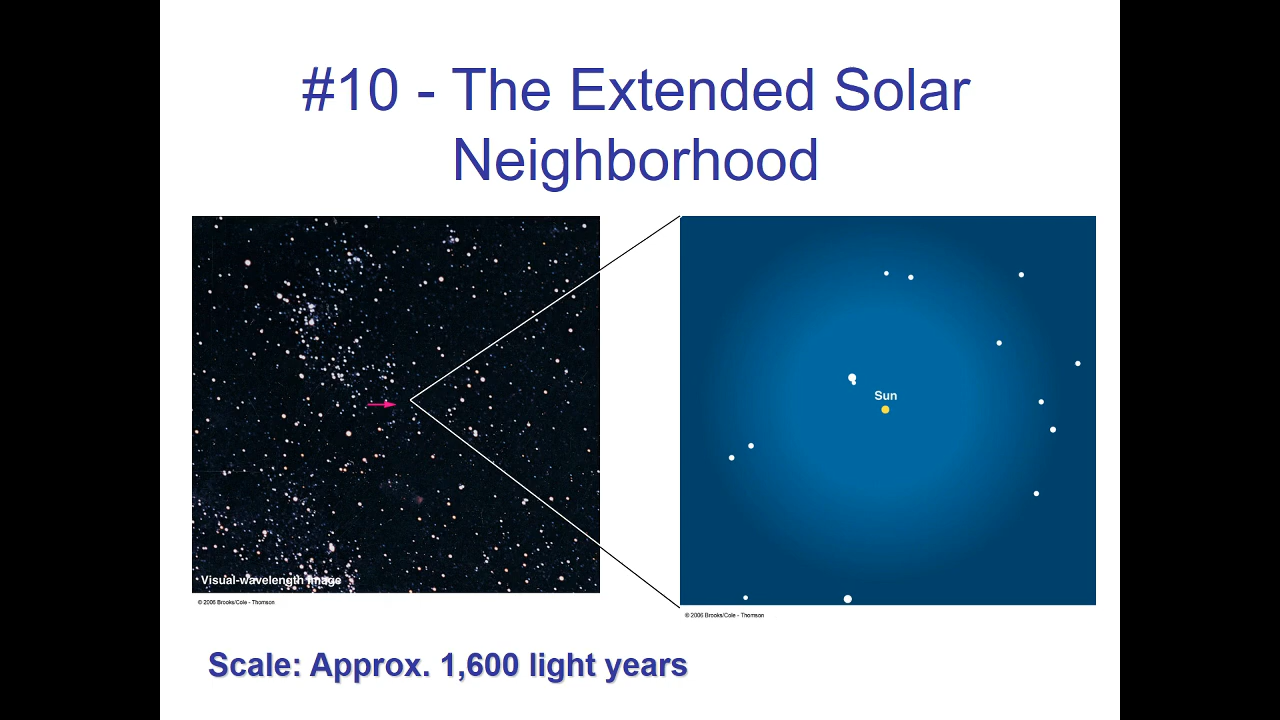 #10 - The Extended Solar
Neighborhood
Sun
Visual-wavelength image
© 2006 Brooks/Cole - Thomson
© 2006 Brooks/Cole - Thomson
Scale: Approx. 1,600 light years